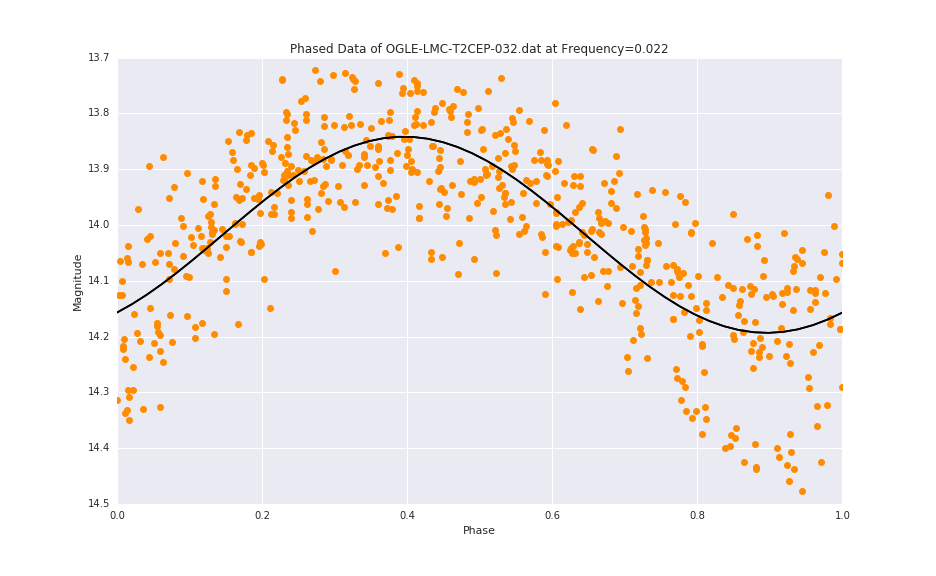 Phased Data of OGLE-LMC-T2CEP-032.dat at Frequency=0.022
Magnitude
13.7
13.8
13.9
14.0
14.1
14.2
14.3
14.4
14.5
0.0 0.2 0.4 0.6 0.8 1.0
Phase